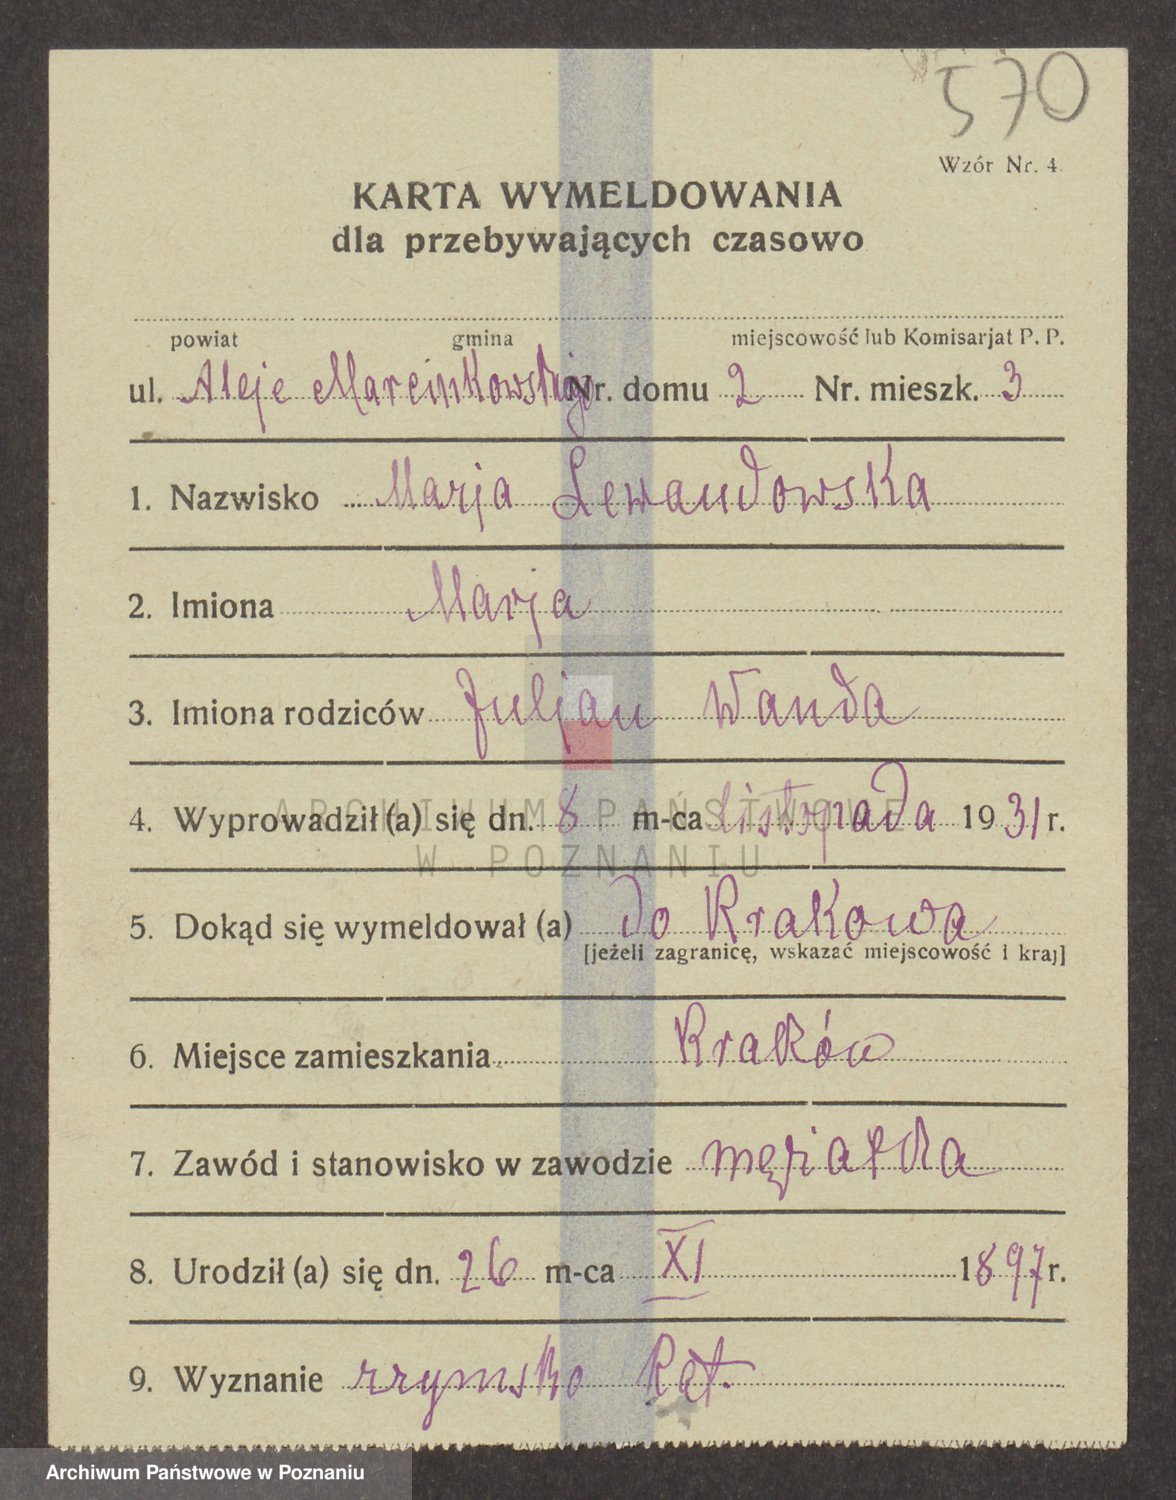 570
Wzór Nr. 4.
KARTA WYMELDOWANIA
dla przebywających czasowo
powiat gmina miejscowość lub Komisarjat P. P.
ul. Aleje Marcinkowskiego Nr. domu 2 Nr. mieszk. 3
1. Nazwisko Marja Lewandowska
2. Imiona Marja
3. Imiona rodziców Juljan Wanda
4. Wyprowadził(a) się dn. 8 m-ca listopada 1931 r.
ARCHIWUM PAŃSTWOWE
W POZNANIU
5. Dokąd się wymeldował (a) do Krakowa
[jeżeli zagranicę, wskazać miejscowość i kraj]
6. Miejsce zamieszkania Kraków
7. Zawód i stanowisko w zawodzie mężatka
8. Urodził (a) się dn. 26 m-ca XI 1897 r.
9. Wyznanie rzymsko kat.
Archiwum Państwowe w Poznaniu